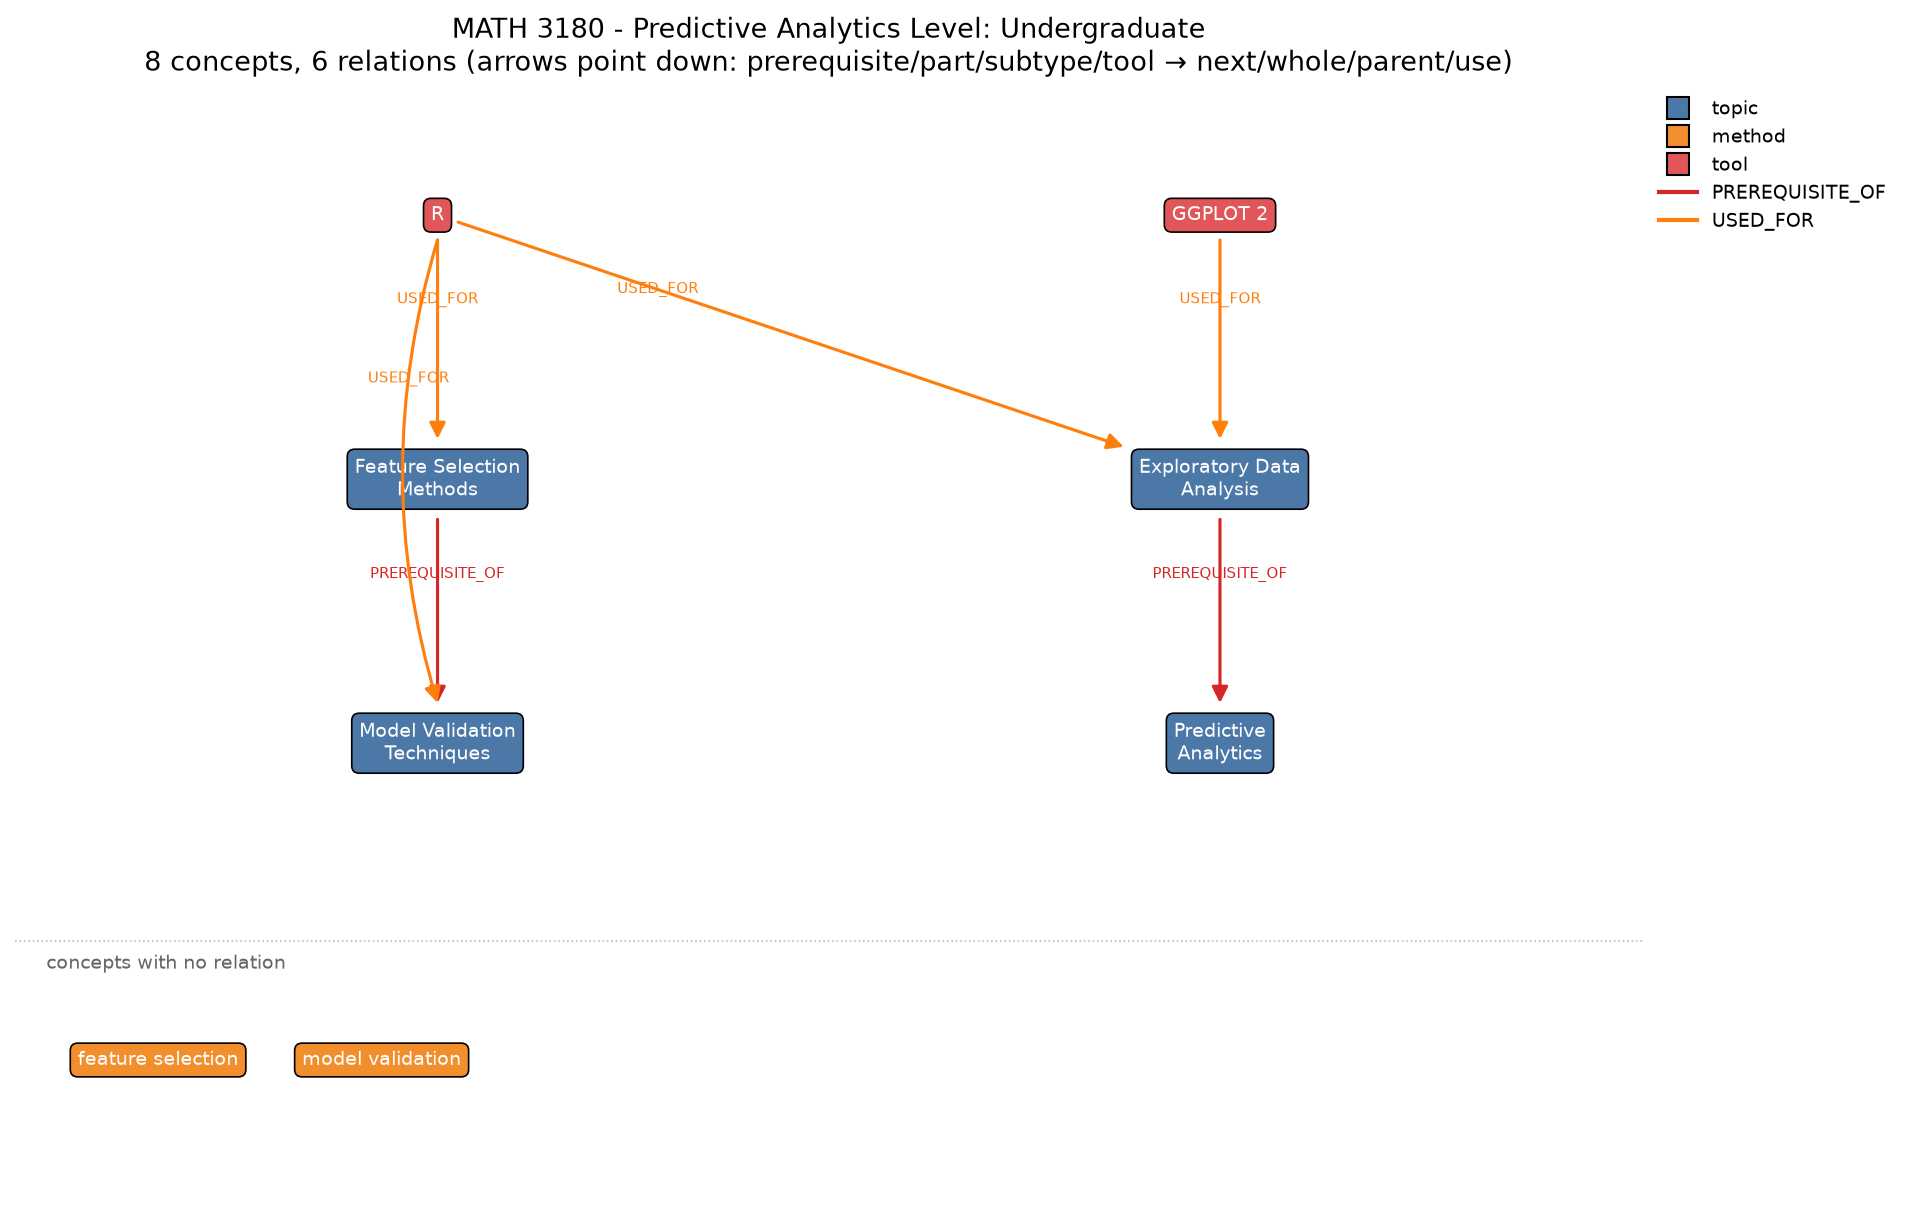 MATH 3180 - Predictive Analytics Level: Undergraduate
8 concepts, 6 relations (arrows point down: prerequisite/part/subtype/tool → next/whole/parent/use)
topic
method
tool
PREREQUISITE_OF
USED_FOR
R
GGPLOT 2
USED_FOR
USED_FOR
USED_FOR
USED_FOR
Feature Selection
Methods
Exploratory Data
Analysis
PREREQUISITE_OF
PREREQUISITE_OF
Model Validation
Techniques
Predictive
Analytics
concepts with no relation
feature selection
model validation